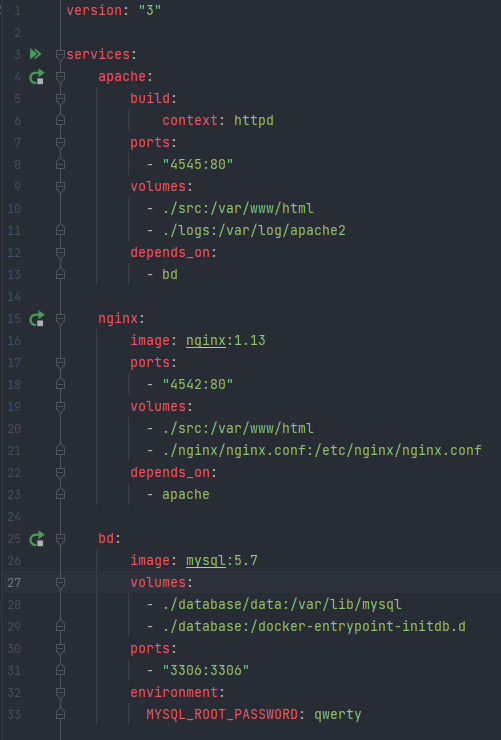 1 version: "3"
2
3 services:
4 apache:
5 build:
6 context: httpd
7 ports:
8 - "4545:80"
9 volumes:
10 - ./src:/var/www/html
11 - ./logs:/var/log/apache2
12 depends_on:
13 - bd
14
15 nginx:
16 image: nginx:1.13
17 ports:
18 - "4542:80"
19 volumes:
20 - ./src:/var/www/html
21 - ./nginx/nginx.conf:/etc/nginx/nginx.conf
22 depends_on:
23 - apache
24
25 bd:
26 image: mysql:5.7
27 volumes:
28 - ./database/data:/var/lib/mysql
29 - ./database:/docker-entrypoint-initdb.d
30 ports:
31 - "3306:3306"
32 environment:
33 MYSQL_ROOT_PASSWORD: qwerty